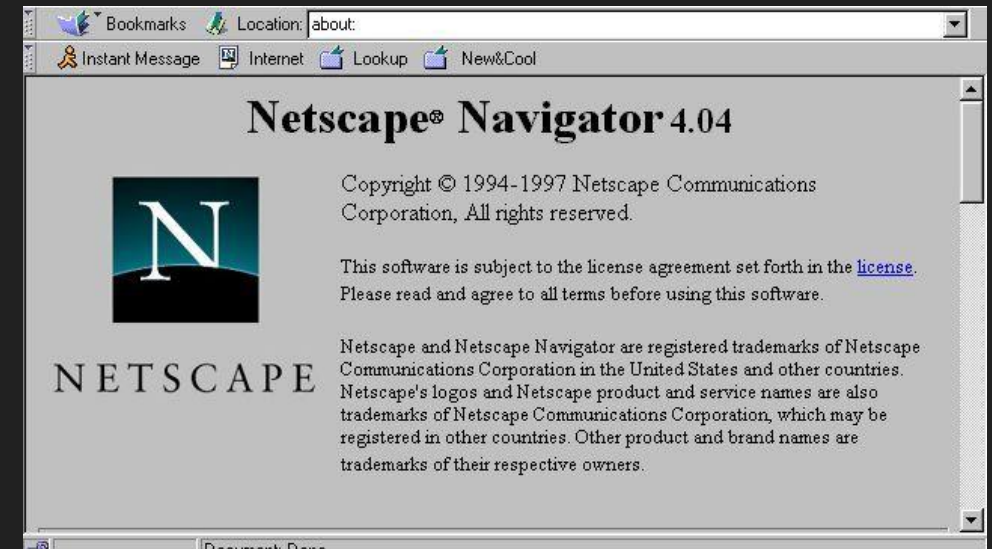 Bookmarks Location: about:
Instant Message Internet Lookup New&Cool
Netscape® Navigator 4.04
N
NETSCAPE
Copyright © 1994-1997 Netscape Communications
Corporation, All rights reserved.
This software is subject to the license agreement set forth in the license.
Please read and agree to all terms before using this software.
Netscape and Netscape Navigator are registered trademarks of Netscape
Communications Corporation in the United States and other countries.
Netscape's logos and Netscape product and service names are also
trademarks of Netscape Communications Corporation, which may be
registered in other countries. Other product and brand names are
trademarks of their respective owners.
Document: Done